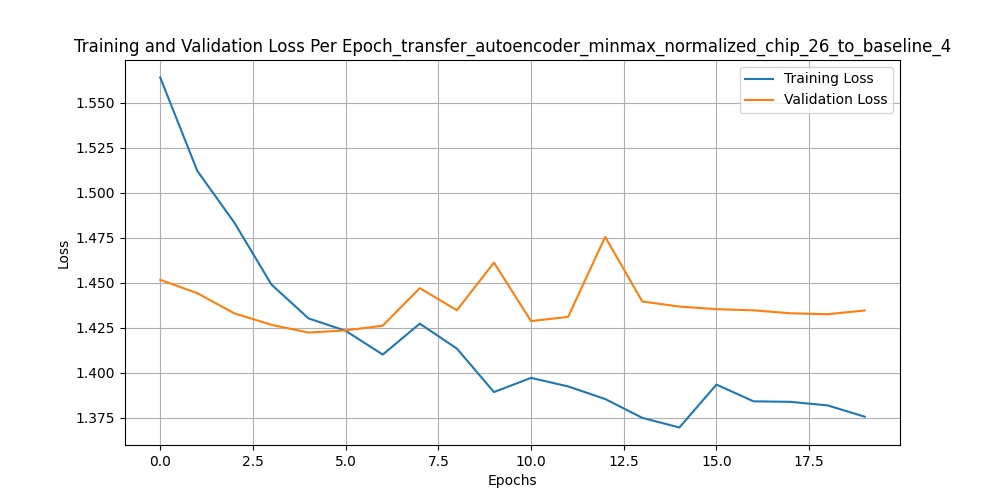 Training and Validation Loss Per Epoch_transfer_autoencoder_minmax_normalized_chip_26_to_baseline_4
Training Loss
Validation Loss
1.550
1.525
1.500
1.475
1.450
1.425
1.400
1.375
Loss
0.0 2.5 5.0 7.5 10.0 12.5 15.0 17.5
Epochs